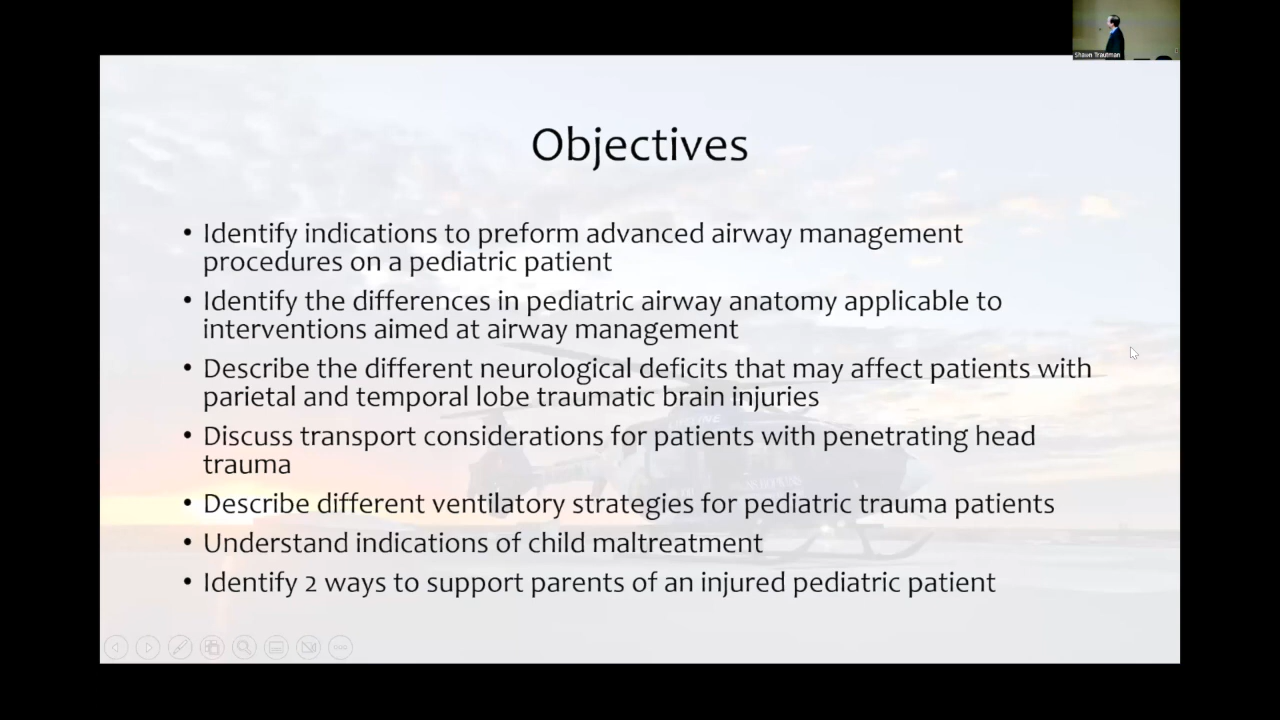 Shawn Trautman
Objectives
• Identify indications to preform advanced airway management
procedures on a pediatric patient
• Identify the differences in pediatric airway anatomy applicable to
interventions aimed at airway management
• Describe the different neurological deficits that may affect patients with
parietal and temporal lobe traumatic brain injuries
• Discuss transport considerations for patients with penetrating head
trauma
• Describe different ventilatory strategies for pediatric trauma patients
• Understand indications of child maltreatment
• Identify 2 ways to support parents of an injured pediatric patient